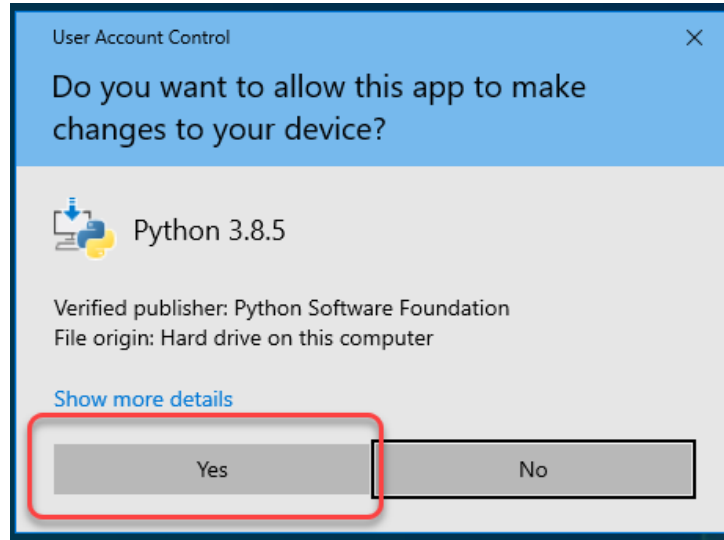 User Account Control
Do you want to allow this app to make
changes to your device?
Python 3.8.5
Verified publisher: Python Software Foundation
File origin: Hard drive on this computer
Show more details
Yes
No